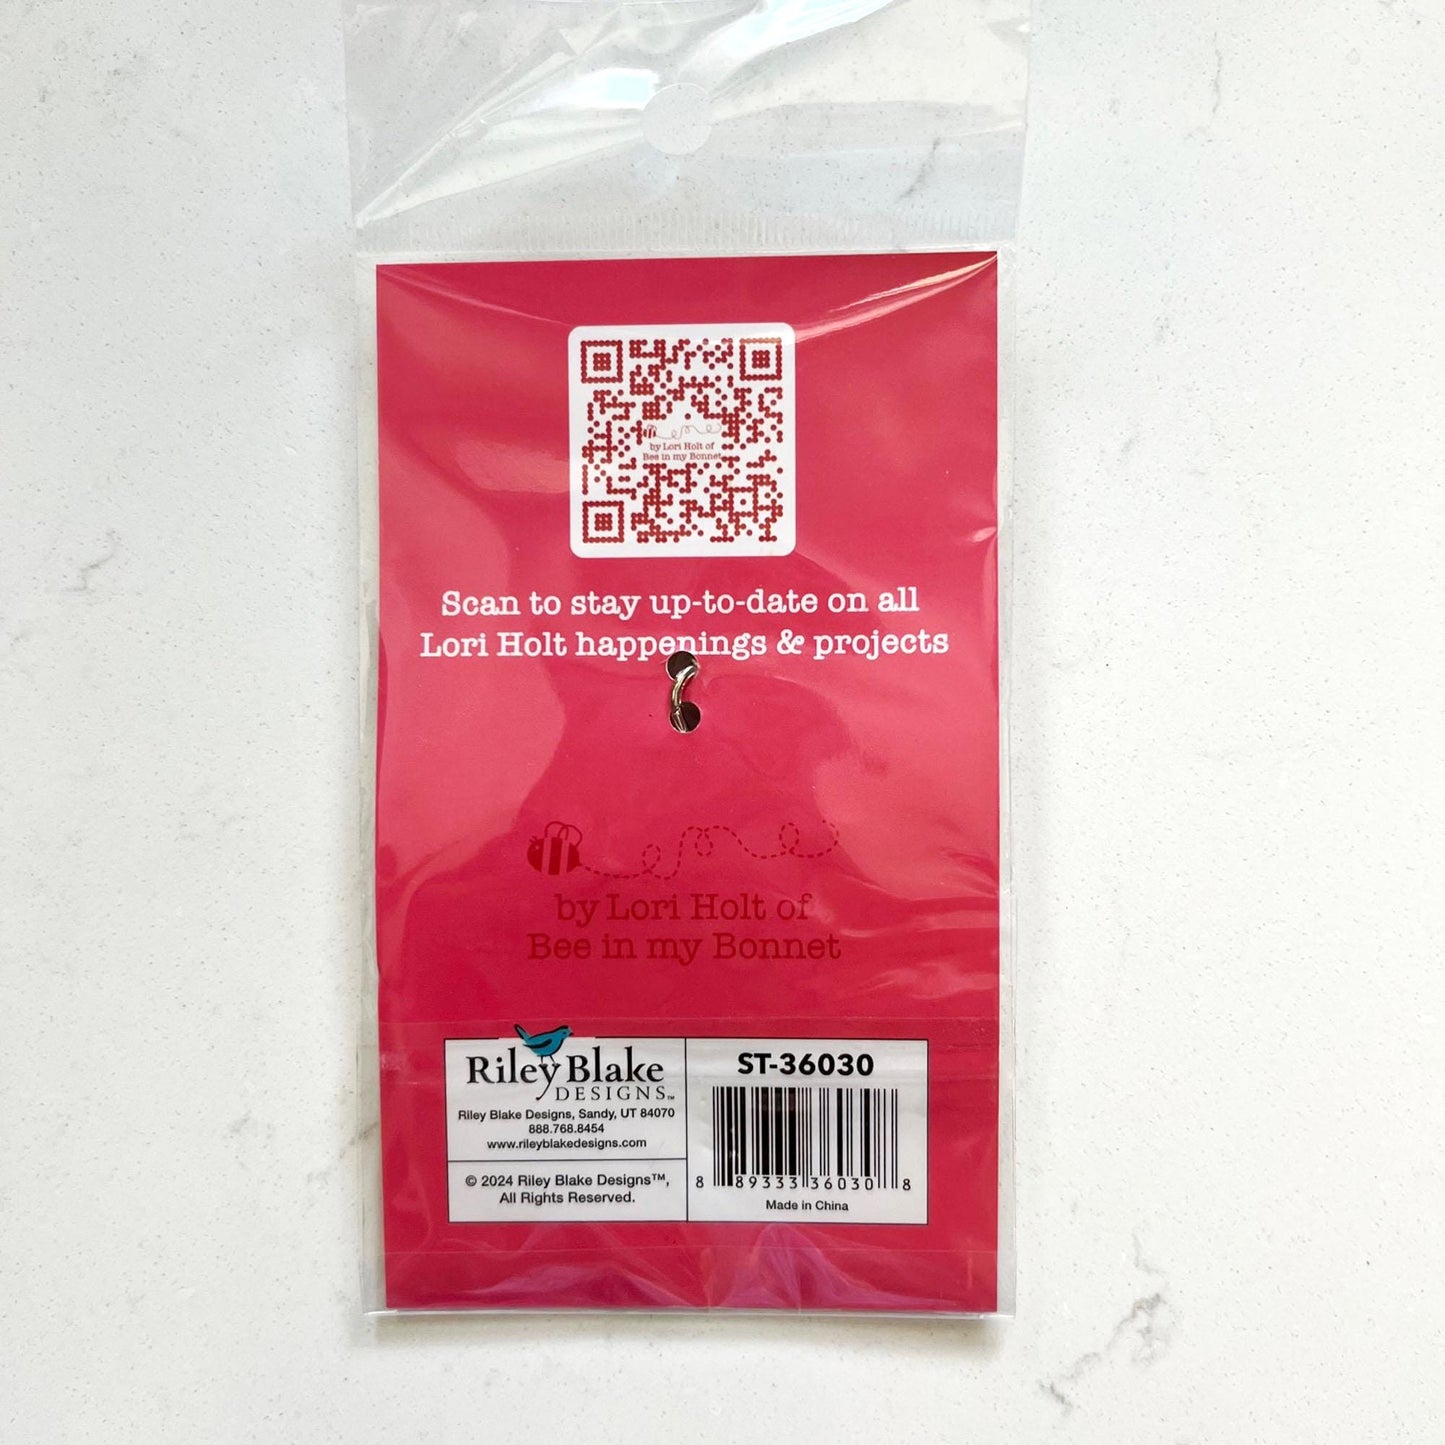 by Lori Holt of
Bee in my Bonnet
Scan to stay up-to-date on all
Lori Holt happenings & projects
by Lori Holt of
Bee in my Bonnet
Riley Blake
DESIGNS™
Riley Blake Designs, Sandy, UT 84070
888.768.8454
www.rileyblakedesigns.com
© 2024 Riley Blake Designs™,
All Rights Reserved.
ST-36030
8 89333 36030 8
Made in China